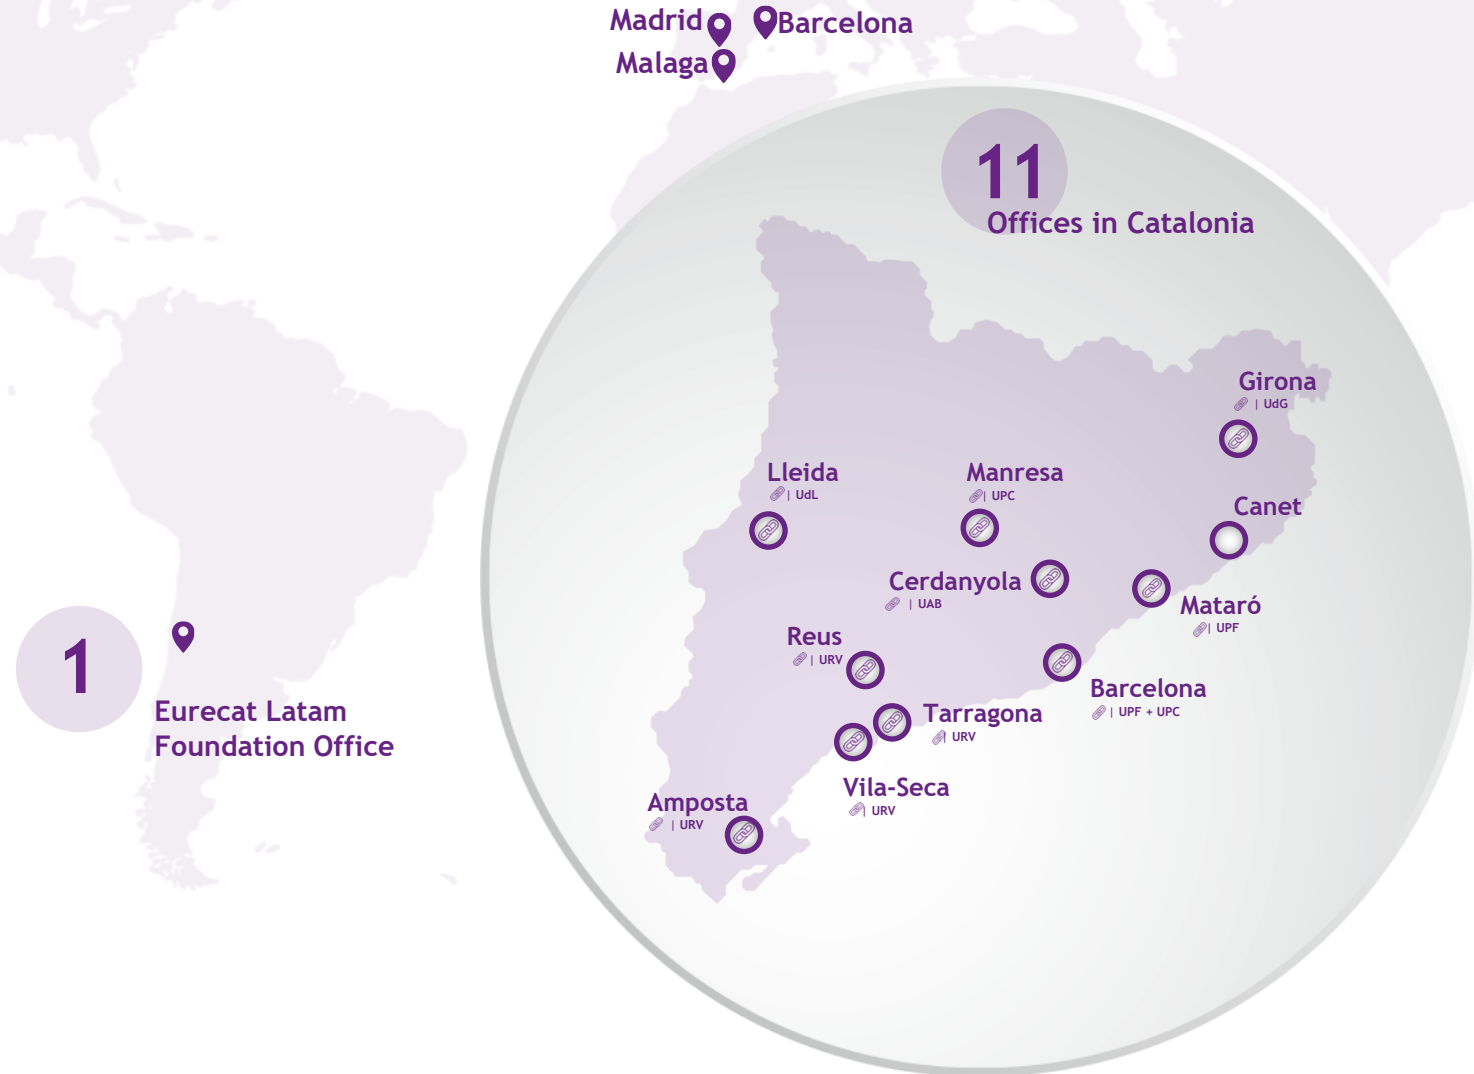 Madrid
Barcelona
Malaga
11
Offices in Catalonia
Girona
| UdG
Lleida
| UdL
Manresa
| UPC
Canet
Cerdanyola
| UAB
Mataró
| UPF
Reus
| URV
Barcelona
| UPF + UPC
Tarragona
| URV
Vila-Seca
| URV
Amposta
| URV
1
Eurecat Latam
Foundation Office